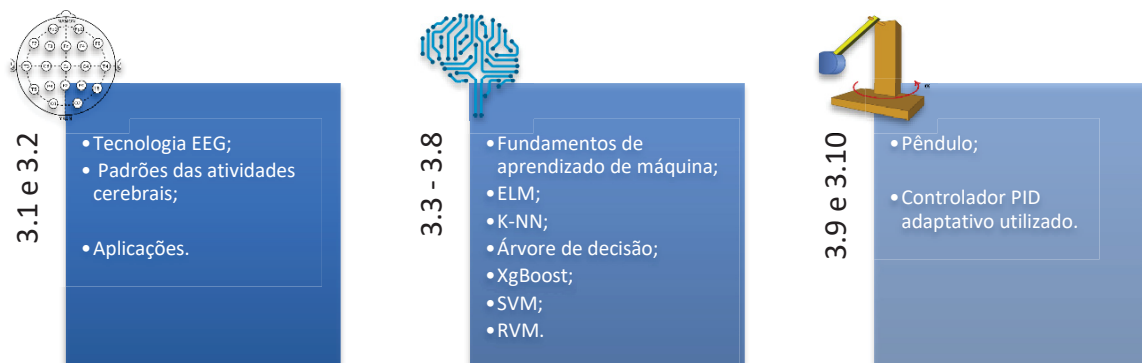 3.1 e 3.2
•Tecnologia EEG;
• Padrões das atividades
cerebrais;
•Aplicações.
3.3 - 3.8
•Fundamentos de
aprendizado de máquina;
•ELM;
•K-NN;
•Árvore de decisão;
•XgBoost;
•SVM;
•RVM.
3.9 e 3.10
•Pêndulo;
•Controlador PID
adaptativo utilizado.